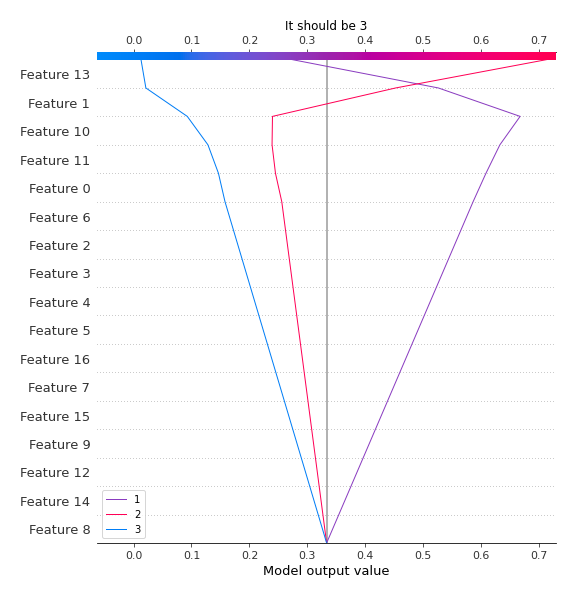 It should be 3
0.0 0.1 0.2 0.3 0.4 0.5 0.6 0.7
Feature 13
Feature 1
Feature 10
Feature 11
Feature 0
Feature 6
Feature 2
Feature 3
Feature 4
Feature 5
Feature 16
Feature 7
Feature 15
Feature 9
Feature 12
Feature 14
Feature 8
1
2
3
0.0 0.1 0.2 0.3 0.4 0.5 0.6 0.7
Model output value